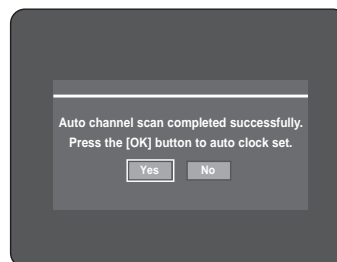 Auto channel scan completed successfully.
Press the [OK] button to auto clock set.
Yes No